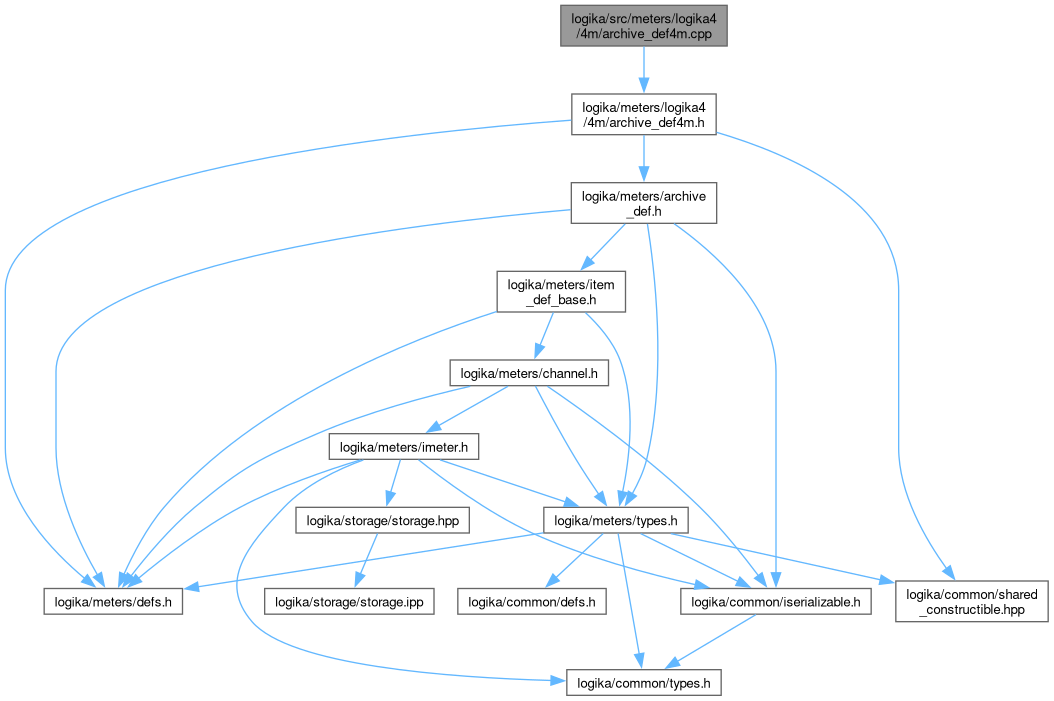 logika/src/meters/logika4
/4m/archive_def4m.cpp
logika/meters/logika4
/4m/archive_def4m.h
logika/meters/archive
_def.h
logika/meters/item
_def_base.h
logika/meters/channel.h
logika/meters/imeter.h
logika/storage/storage.hpp
logika/meters/types.h
logika/meters/defs.h
logika/storage/storage.ipp
logika/common/defs.h
logika/common/iserializable.h
logika/common/shared
_constructible.hpp
logika/common/types.h